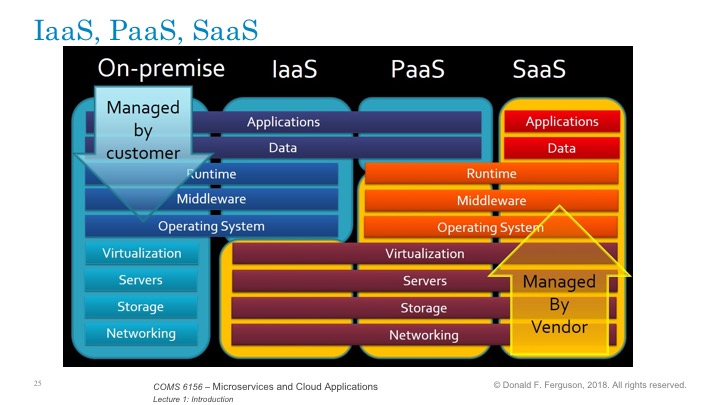 IaaS, PaaS, SaaS
On-premise IaaS PaaS SaaS
Managed
by
customer
Applications Applications
Data Data
Runtime Runtime
Middleware Middleware
Operating System Operating System
Virtualization Virtualization
Servers Servers
Storage Storage
Networking Networking
Managed
By
Vendor
25
COMS 6156 – Microservices and Cloud Applications
Lecture 1: Introduction
© Donald F. Ferguson, 2018. All rights reserved.